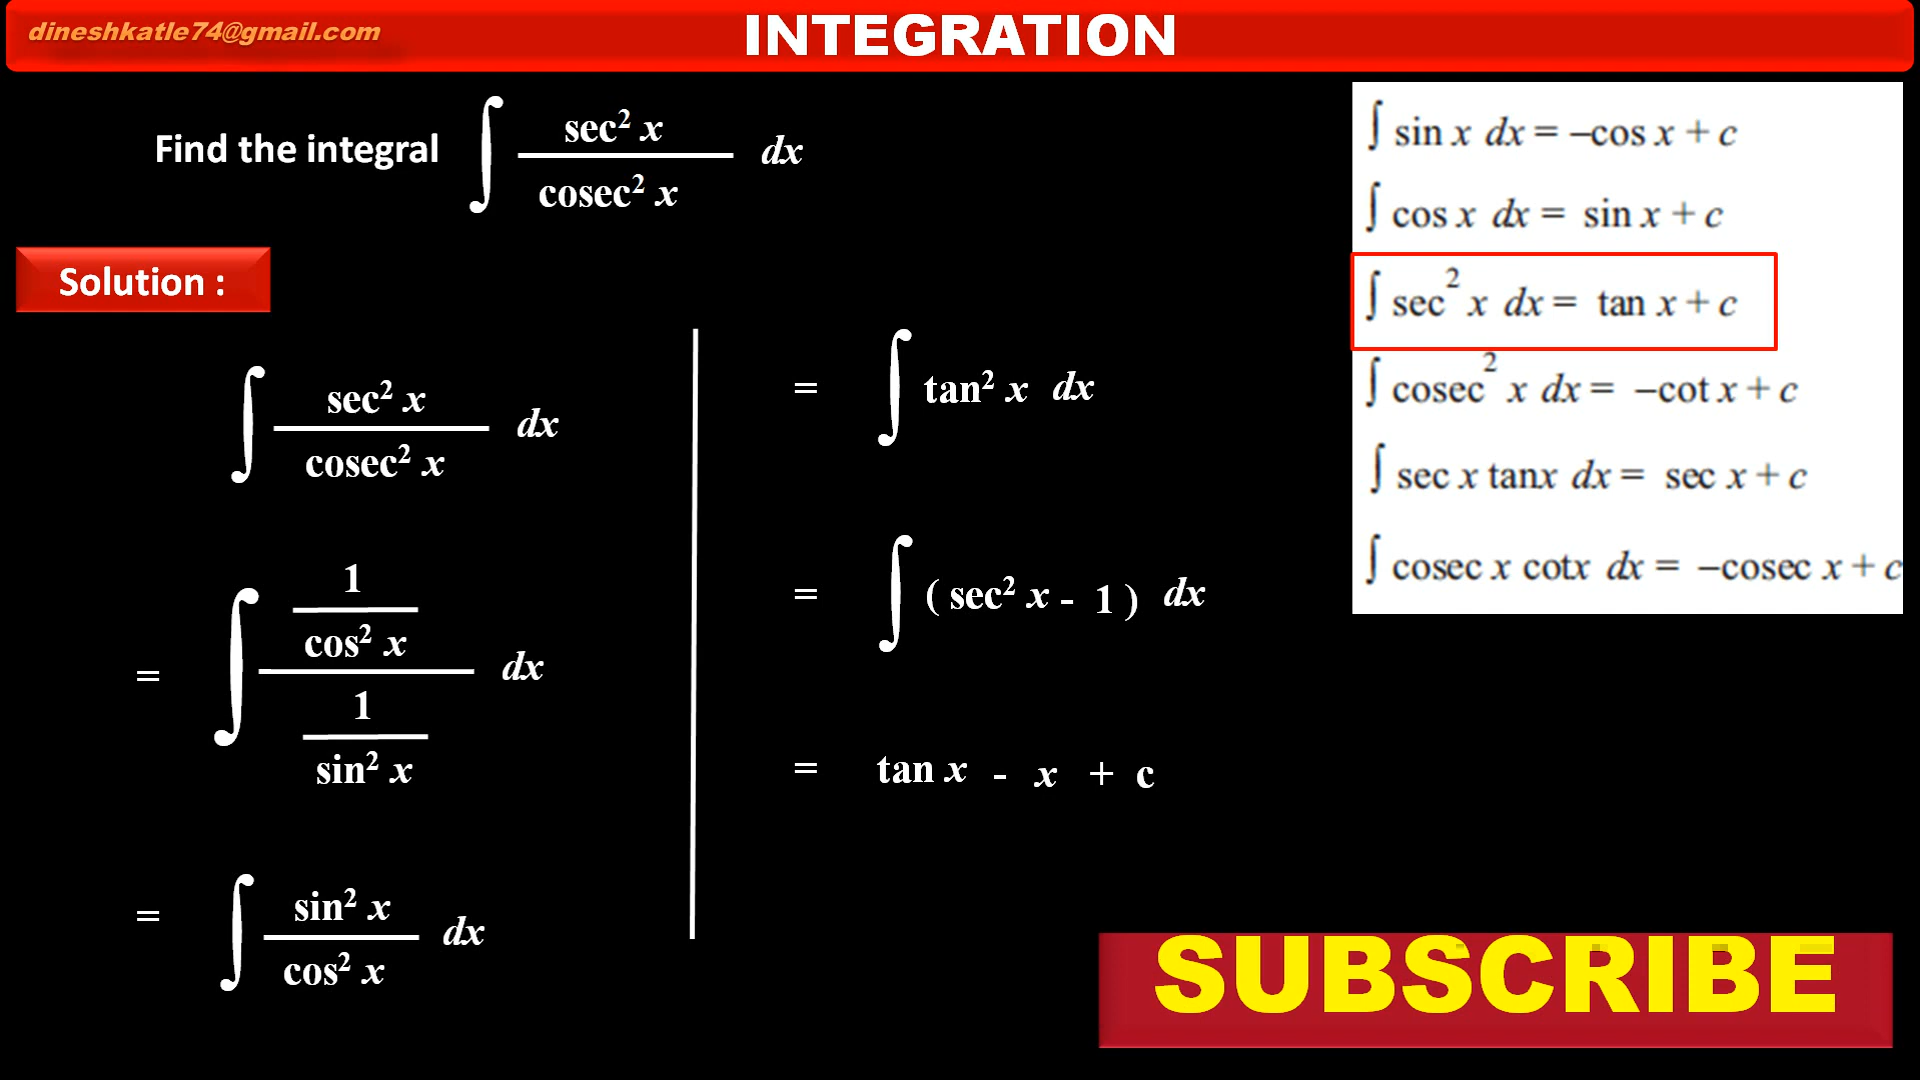 dineshkatle74@gmail.com
INTEGRATION
Find the integral ∫ sec² x / cosec² x dx
Solution :
∫ sec² x / cosec² x dx
= ∫ (1 / cos² x) / (1 / sin² x) dx
= ∫ sin² x / cos² x dx
= ∫ tan² x dx
= ∫ ( sec² x - 1 ) dx
= tan x - x + c
∫ sin x dx = –cos x + c
∫ cos x dx = sin x + c
∫ sec² x dx = tan x + c
∫ cosec² x dx = –cot x + c
∫ sec x tanx dx = sec x + c
∫ cosec x cotx dx = –cosec x + c
SUBSCRIBE